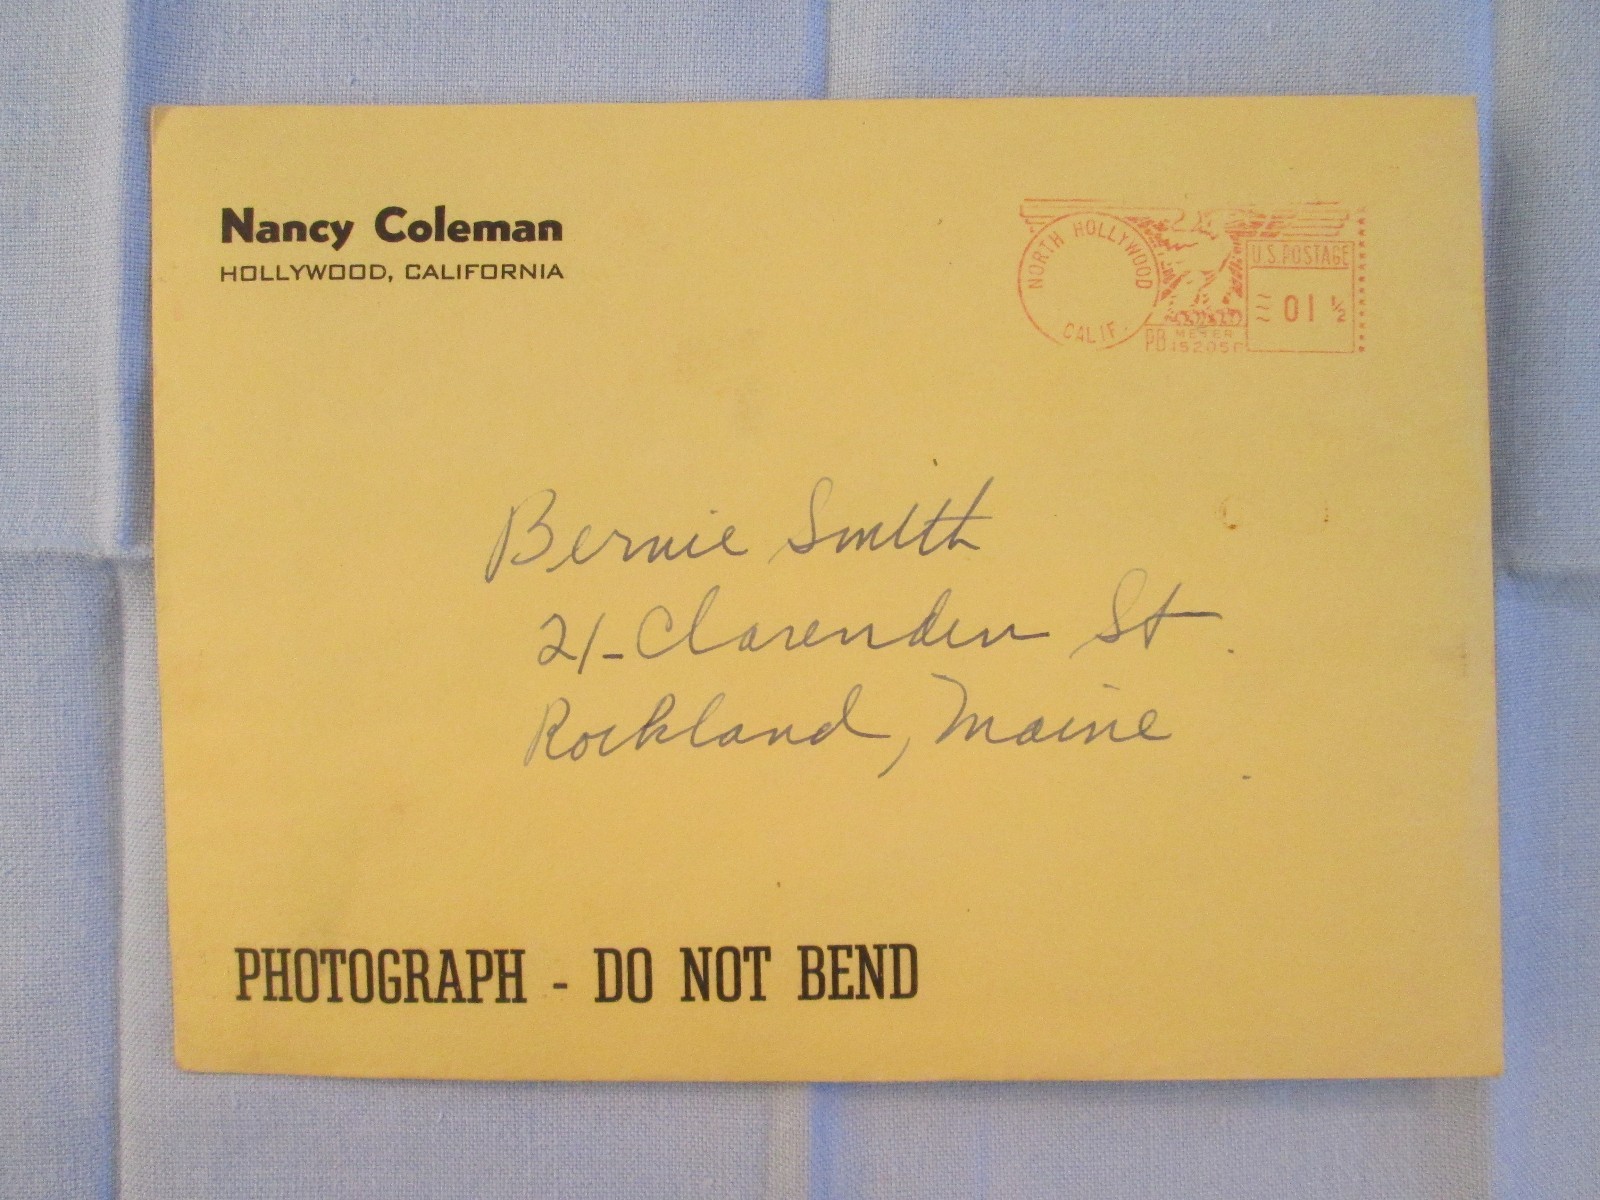 Nancy Coleman
HOLLYWOOD, CALIFORNIA
NORTH HOLLYWOOD
CALIF.
U.S. POSTAGE
01 1/2
PB METER
Bernie Smith
21-Clarendon St.
Rockland, Maine
PHOTOGRAPH - DO NOT BEND